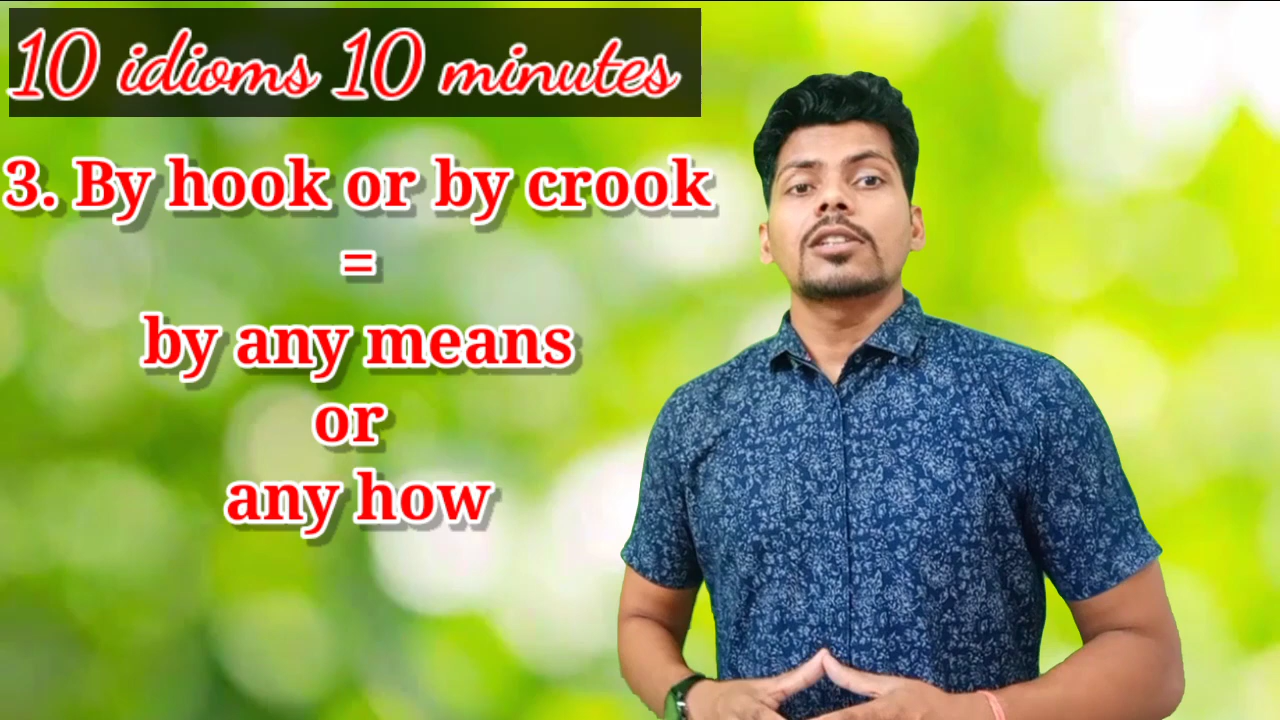 10 idioms 10 minutes
3. By hook or by crook
=
by any means
or
any how